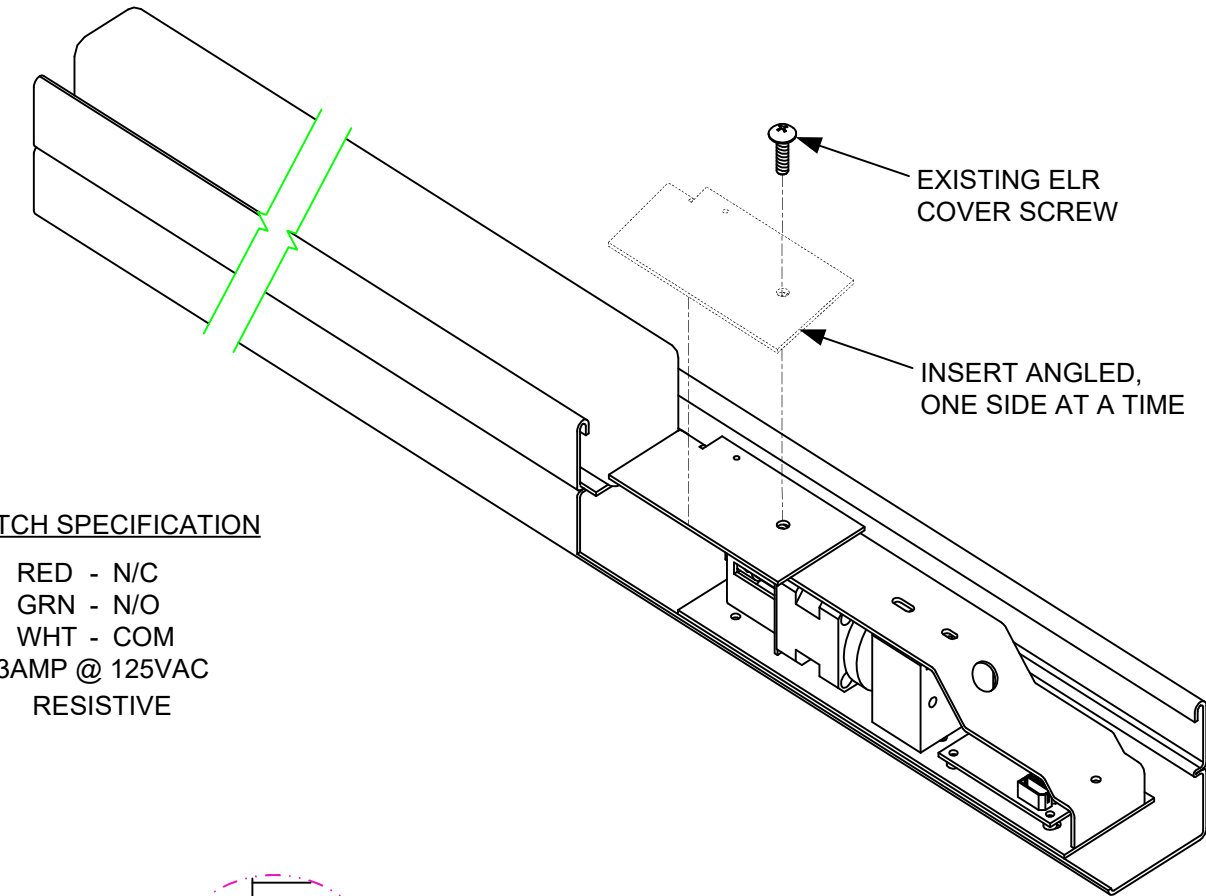 EXISTING ELR
COVER SCREW
INSERT ANGLED,
ONE SIDE AT A TIME
TCH SPECIFICATION
RED - N/C
GRN - N/O
WHT - COM
3AMP @ 125VAC
RESISTIVE